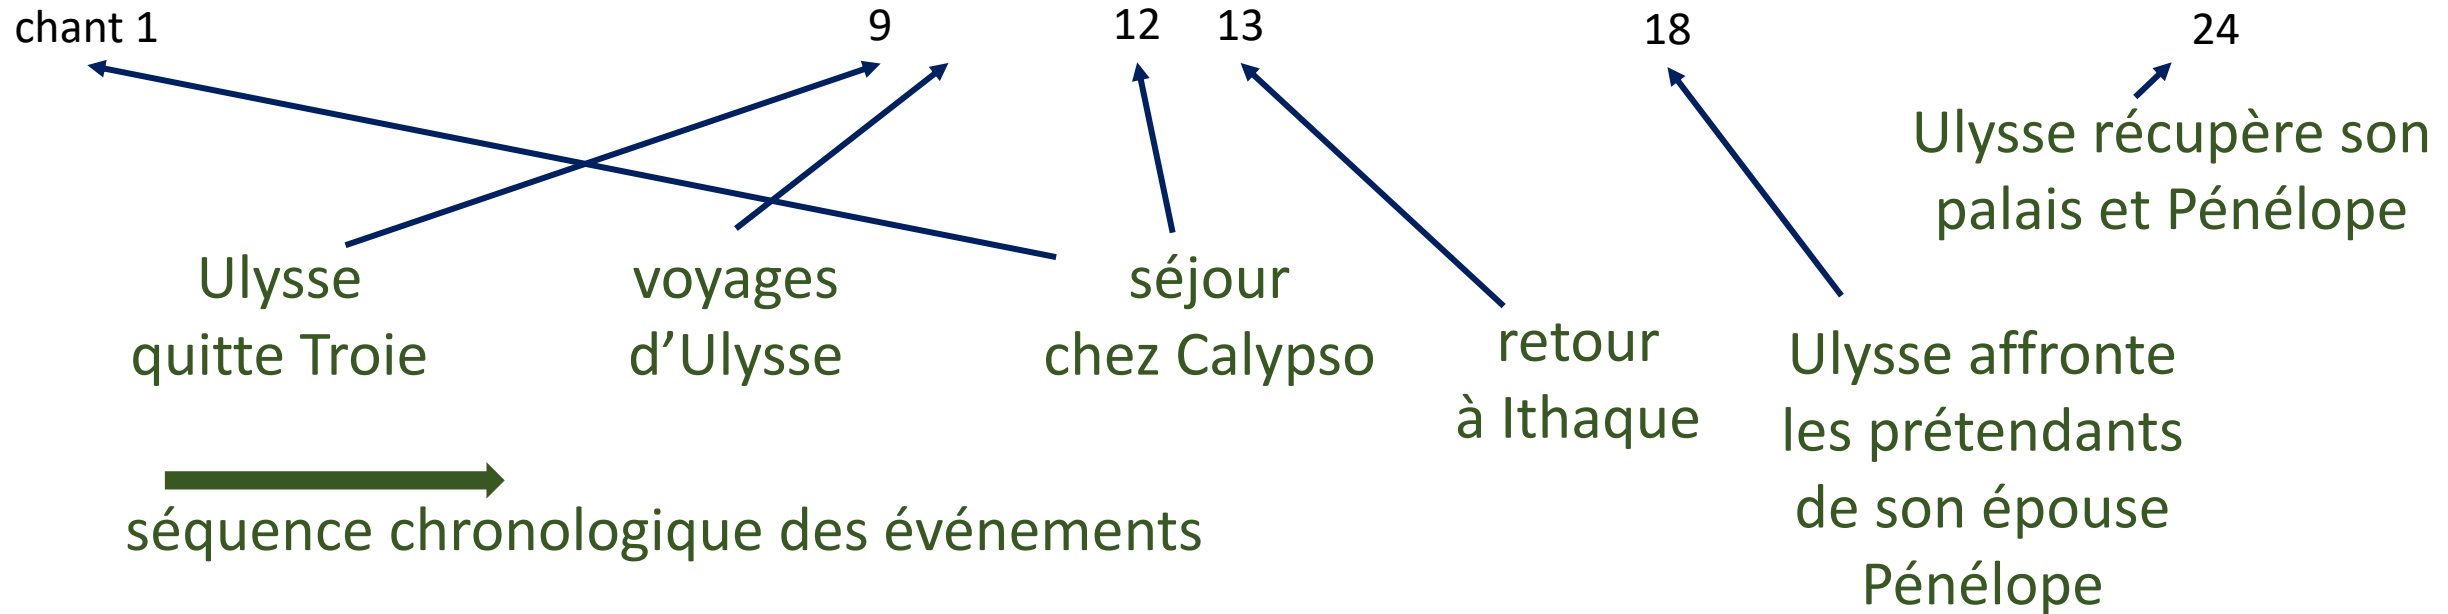 chant 1 9 12 13 18 24
Ulysse récupère son
palais et Pénélope
Ulysse
quitte Troie
voyages
d’Ulysse
séjour
chez Calypso
retour
à Ithaque
Ulysse affronte
les prétendants
de son épouse
Pénélope
séquence chronologique des événements